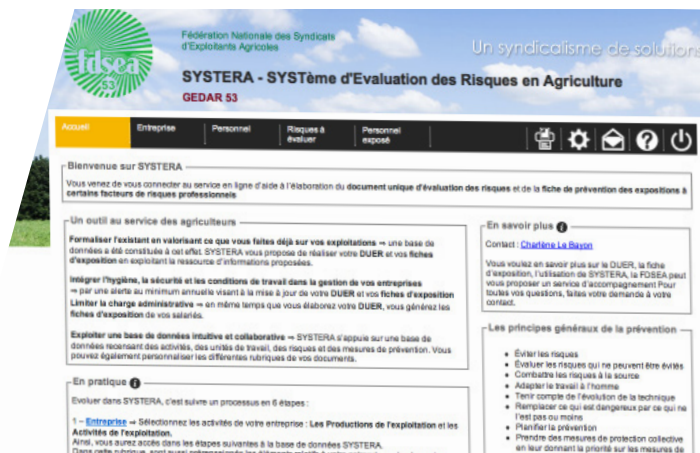 fdsea
53
Fédération Nationale des Syndicats
d'Exploitants Agricoles
Un syndicalisme de solutions
SYSTERA - SYSTème d'Evaluation des Risques en Agriculture
GEDAR 53
Accueil
Entreprise
Personnel
Risques à
évaluer
Personnel
exposé
Bienvenue sur SYSTERA
Vous venez de vous connecter au service en ligne d'aide à l'élaboration du document unique d'évaluation des risques et de la fiche de prévention des expositions à
certains facteurs de risques professionnels
Un outil au service des agriculteurs
Formaliser l'existant en valorisant ce que vous faites déjà sur vos exploitations ⇒ une base de
données a été constituée à cet effet. SYSTERA vous propose de réaliser votre DUER et vos fiches
d'exposition en exploitant la ressource d'informations proposées.
Intégrer l'hygiène, la sécurité et les conditions de travail dans la gestion de vos entreprises
⇒ par une alerte au minimum annuelle visant à la mise à jour de votre DUER et vos fiches d'exposition
Limiter la charge administrative ⇒ en même temps que vous élaborez votre DUER, vous générez les
fiches d'exposition de vos salariés.
Exploiter une base de données intuitive et collaborative ⇒ SYSTERA s'appuie sur une base de
données recensant des activités, des unités de travail, des risques et des mesures de prévention. Vous
pouvez également personnaliser les différentes rubriques de vos documents.
En savoir plus
Contact : Charlène Le Bayon
Vous voulez en savoir plus sur le DUER, la fiche
d'exposition, l'utilisation de SYSTERA, la FDSEA peut
vous proposer un service d'accompagnement Pour
toutes vos questions, faites votre demande à votre
contact.
Les principes généraux de la prévention
Éviter les risques
Évaluer les risques qui ne peuvent être évités
Combattre les risques à la source
Adapter le travail à l'homme
Tenir compte de l'évolution de la technique
Remplacer ce qui est dangereux par ce qui ne
l'est pas ou moins
Planifier la prévention
Prendre des mesures de protection collective
en leur donnant la priorité sur les mesures de
En pratique
Evoluer dans SYSTERA, c'est suivre un processus en 6 étapes :
1 – Entreprise ⇒ Sélectionnez les activités de votre entreprise : Les Productions de l'exploitation et les
Activités de l'exploitation.
Ainsi, vous aurez accès dans les étapes suivantes à la base de données SYSTERA.
Dans cette rubrique, sont aussi